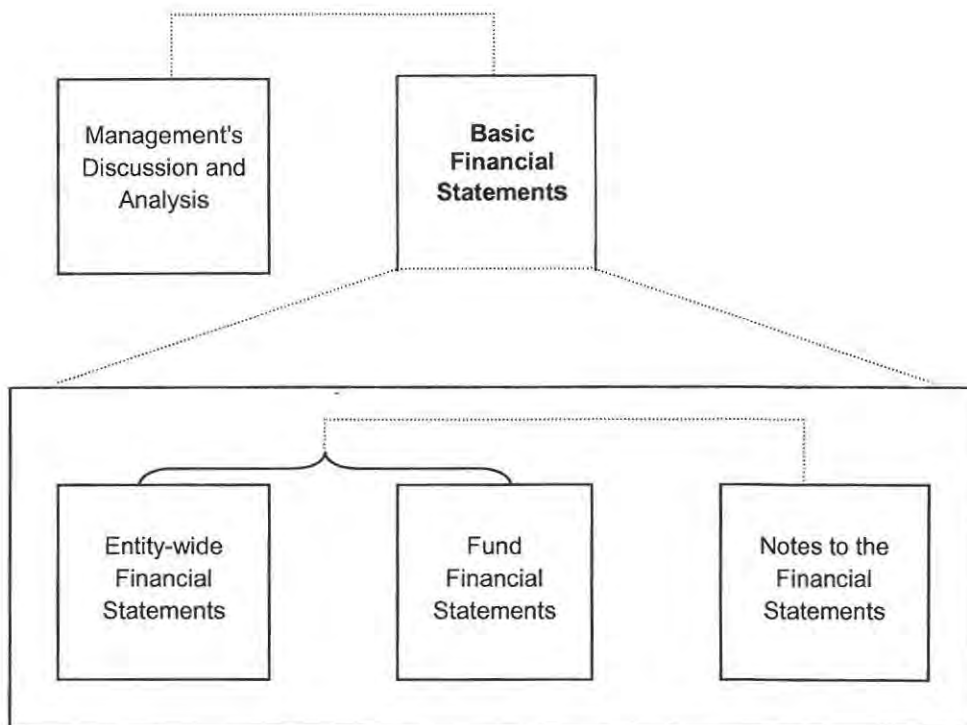 Management's
Discussion and
Analysis
Basic
Financial
Statements
Entity-wide
Financial
Statements
Fund
Financial
Statements
Notes to the
Financial
Statements